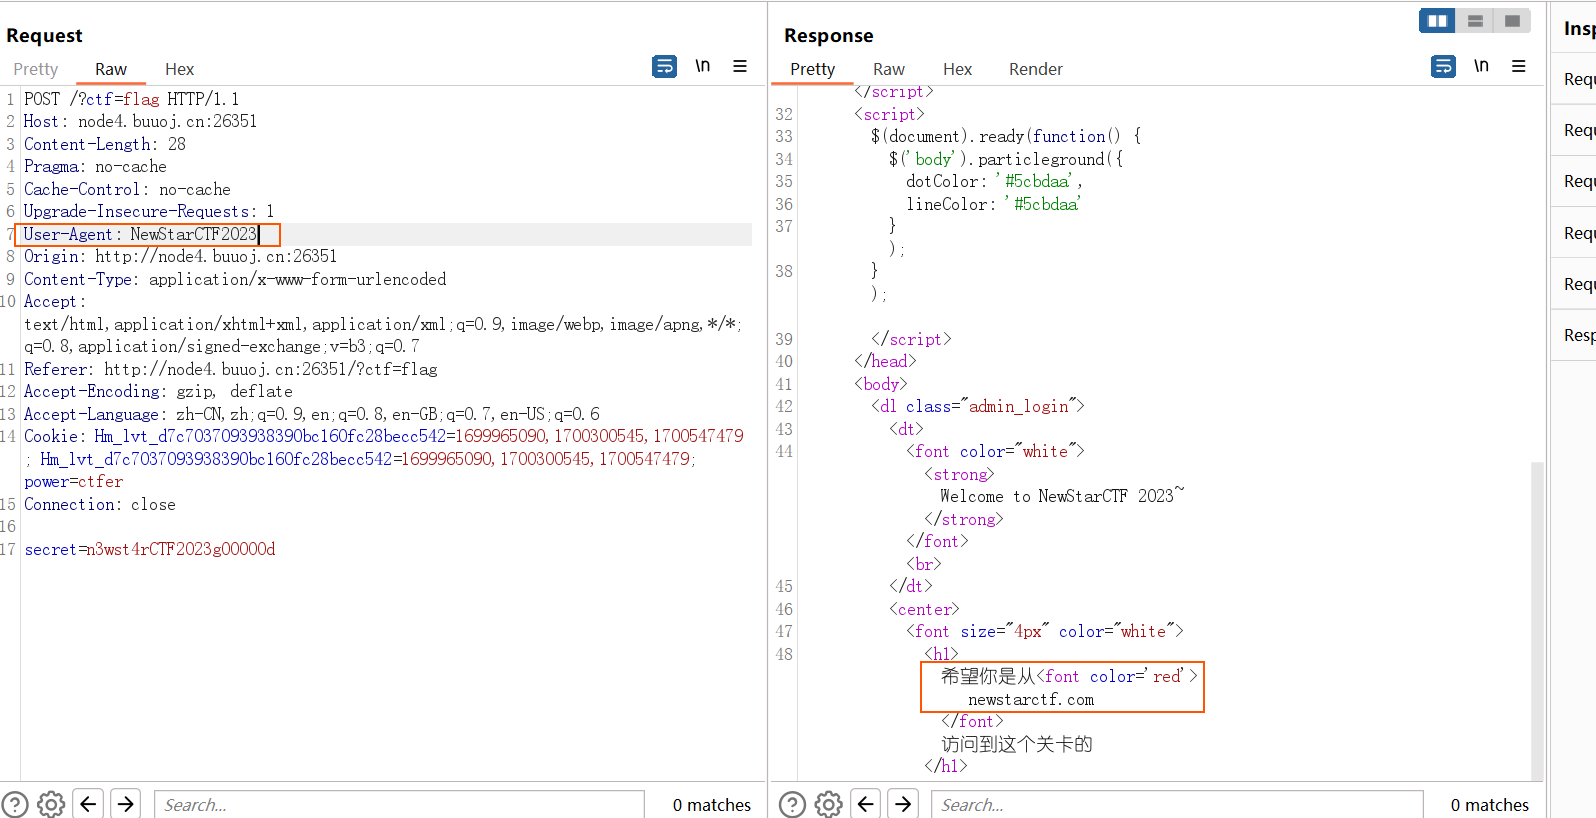 Request
Pretty Raw Hex
\n
1 POST /?ctf=flag HTTP/1.1
2 Host: node4.buuoj.cn:26351
3 Content-Length: 28
4 Pragma: no-cache
5 Cache-Control: no-cache
6 Upgrade-Insecure-Requests: 1
7 User-Agent: NewStarCTF2023
8 Origin: http://node4.buuoj.cn:26351
9 Content-Type: application/x-www-form-urlencoded
10 Accept:
text/html,application/xhtml+xml,application/xml;q=0.9,image/webp,image/apng,*/*;
q=0.8,application/signed-exchange;v=b3;q=0.7
11 Referer: http://node4.buuoj.cn:26351/?ctf=flag
12 Accept-Encoding: gzip, deflate
13 Accept-Language: zh-CN,zh;q=0.9,en;q=0.8,en-GB;q=0.7,en-US;q=0.6
14 Cookie: Hm_lvt_d7c7037093938390bc160fc28becc542=1699965090,1700300545,1700547479
; Hm_lvt_d7c7037093938390bc160fc28becc542=1699965090,1700300545,1700547479;
power=ctfer
15 Connection: close
16
17 secret=n3wst4rCTF2023g00000d
Search...
0 matches
Response
Pretty Raw Hex Render
\n
</script>
32 <script>
33 $(document).ready(function() {
34 $('body').particleground({
35 dotColor: '#5cbdaa',
36 lineColor: '#5cbdaa'
37 }
);
38 }
);
39 </script>
40 </head>
41 <body>
42 <dl class="admin_login">
43 <dt>
44 <font color="white">
<strong>
Welcome to NewStarCTF 2023~
</strong>
</font>
<br>
45 </dt>
46 <center>
47 <font size="4px" color="white">
48 <h1>
希望你是从<font color='red'>
newstarctf.com
</font>
访问到这个关卡的
</h1>
Search...
0 matches
Insp
Requ
Requ
Requ
Requ
Requ
Resp